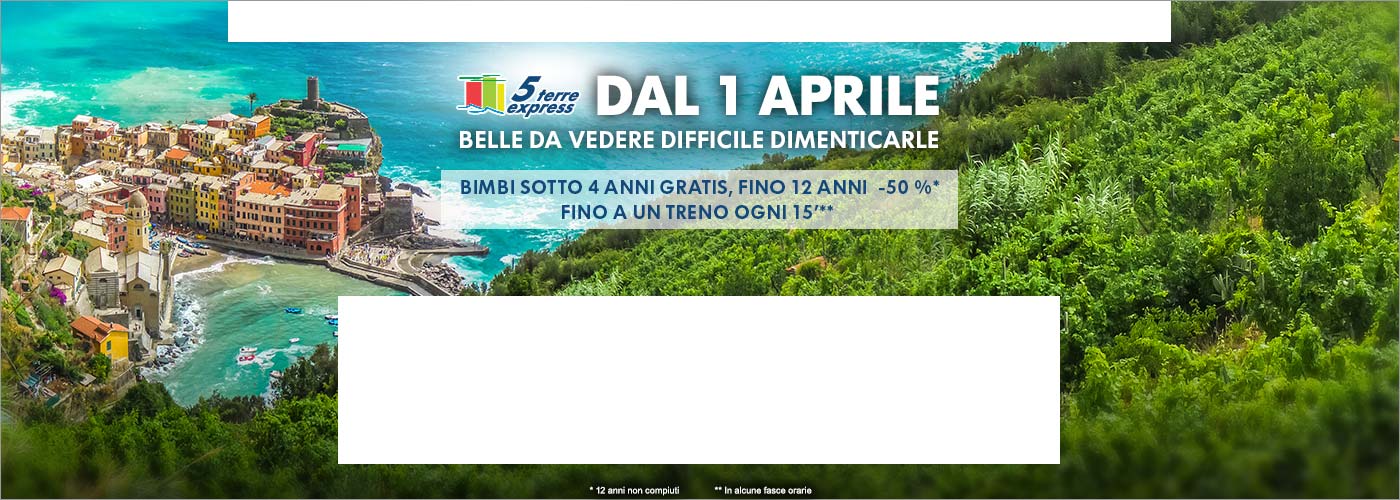 5 terre
express
DAL 1 APRILE
BELLE DA VEDERE DIFFICILE DIMENTICARLE
BIMBI SOTTO 4 ANNI GRATIS, FINO 12 ANNI -50 %*
FINO A UN TRENO OGNI 15'**
* 12 anni non compiuti ** In alcune fasce orarie